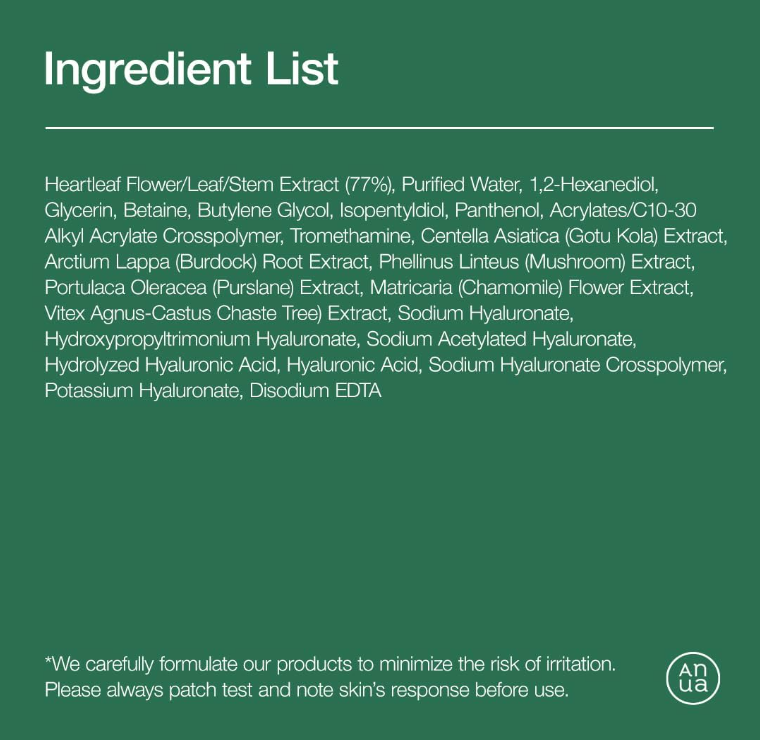 Ingredient List
Heartleaf Flower/Leaf/Stem Extract (77%), Purified Water, 1,2-Hexanediol,
Glycerin, Betaine, Butylene Glycol, Isopentyldiol, Panthenol, Acrylates/C10-30
Alkyl Acrylate Crosspolymer, Tromethamine, Centella Asiatica (Gotu Kola) Extract,
Arctium Lappa (Burdock) Root Extract, Phellinus Linteus (Mushroom) Extract,
Portulaca Oleracea (Purslane) Extract, Matricaria (Chamomile) Flower Extract,
Vitex Agnus-Castus Chaste Tree) Extract, Sodium Hyaluronate,
Hydroxypropyltrimonium Hyaluronate, Sodium Acetylated Hyaluronate,
Hydrolyzed Hyaluronic Acid, Hyaluronic Acid, Sodium Hyaluronate Crosspolymer,
Potassium Hyaluronate, Disodium EDTA
*We carefully formulate our products to minimize the risk of irritation.
Please always patch test and note skin's response before use.
An
ua